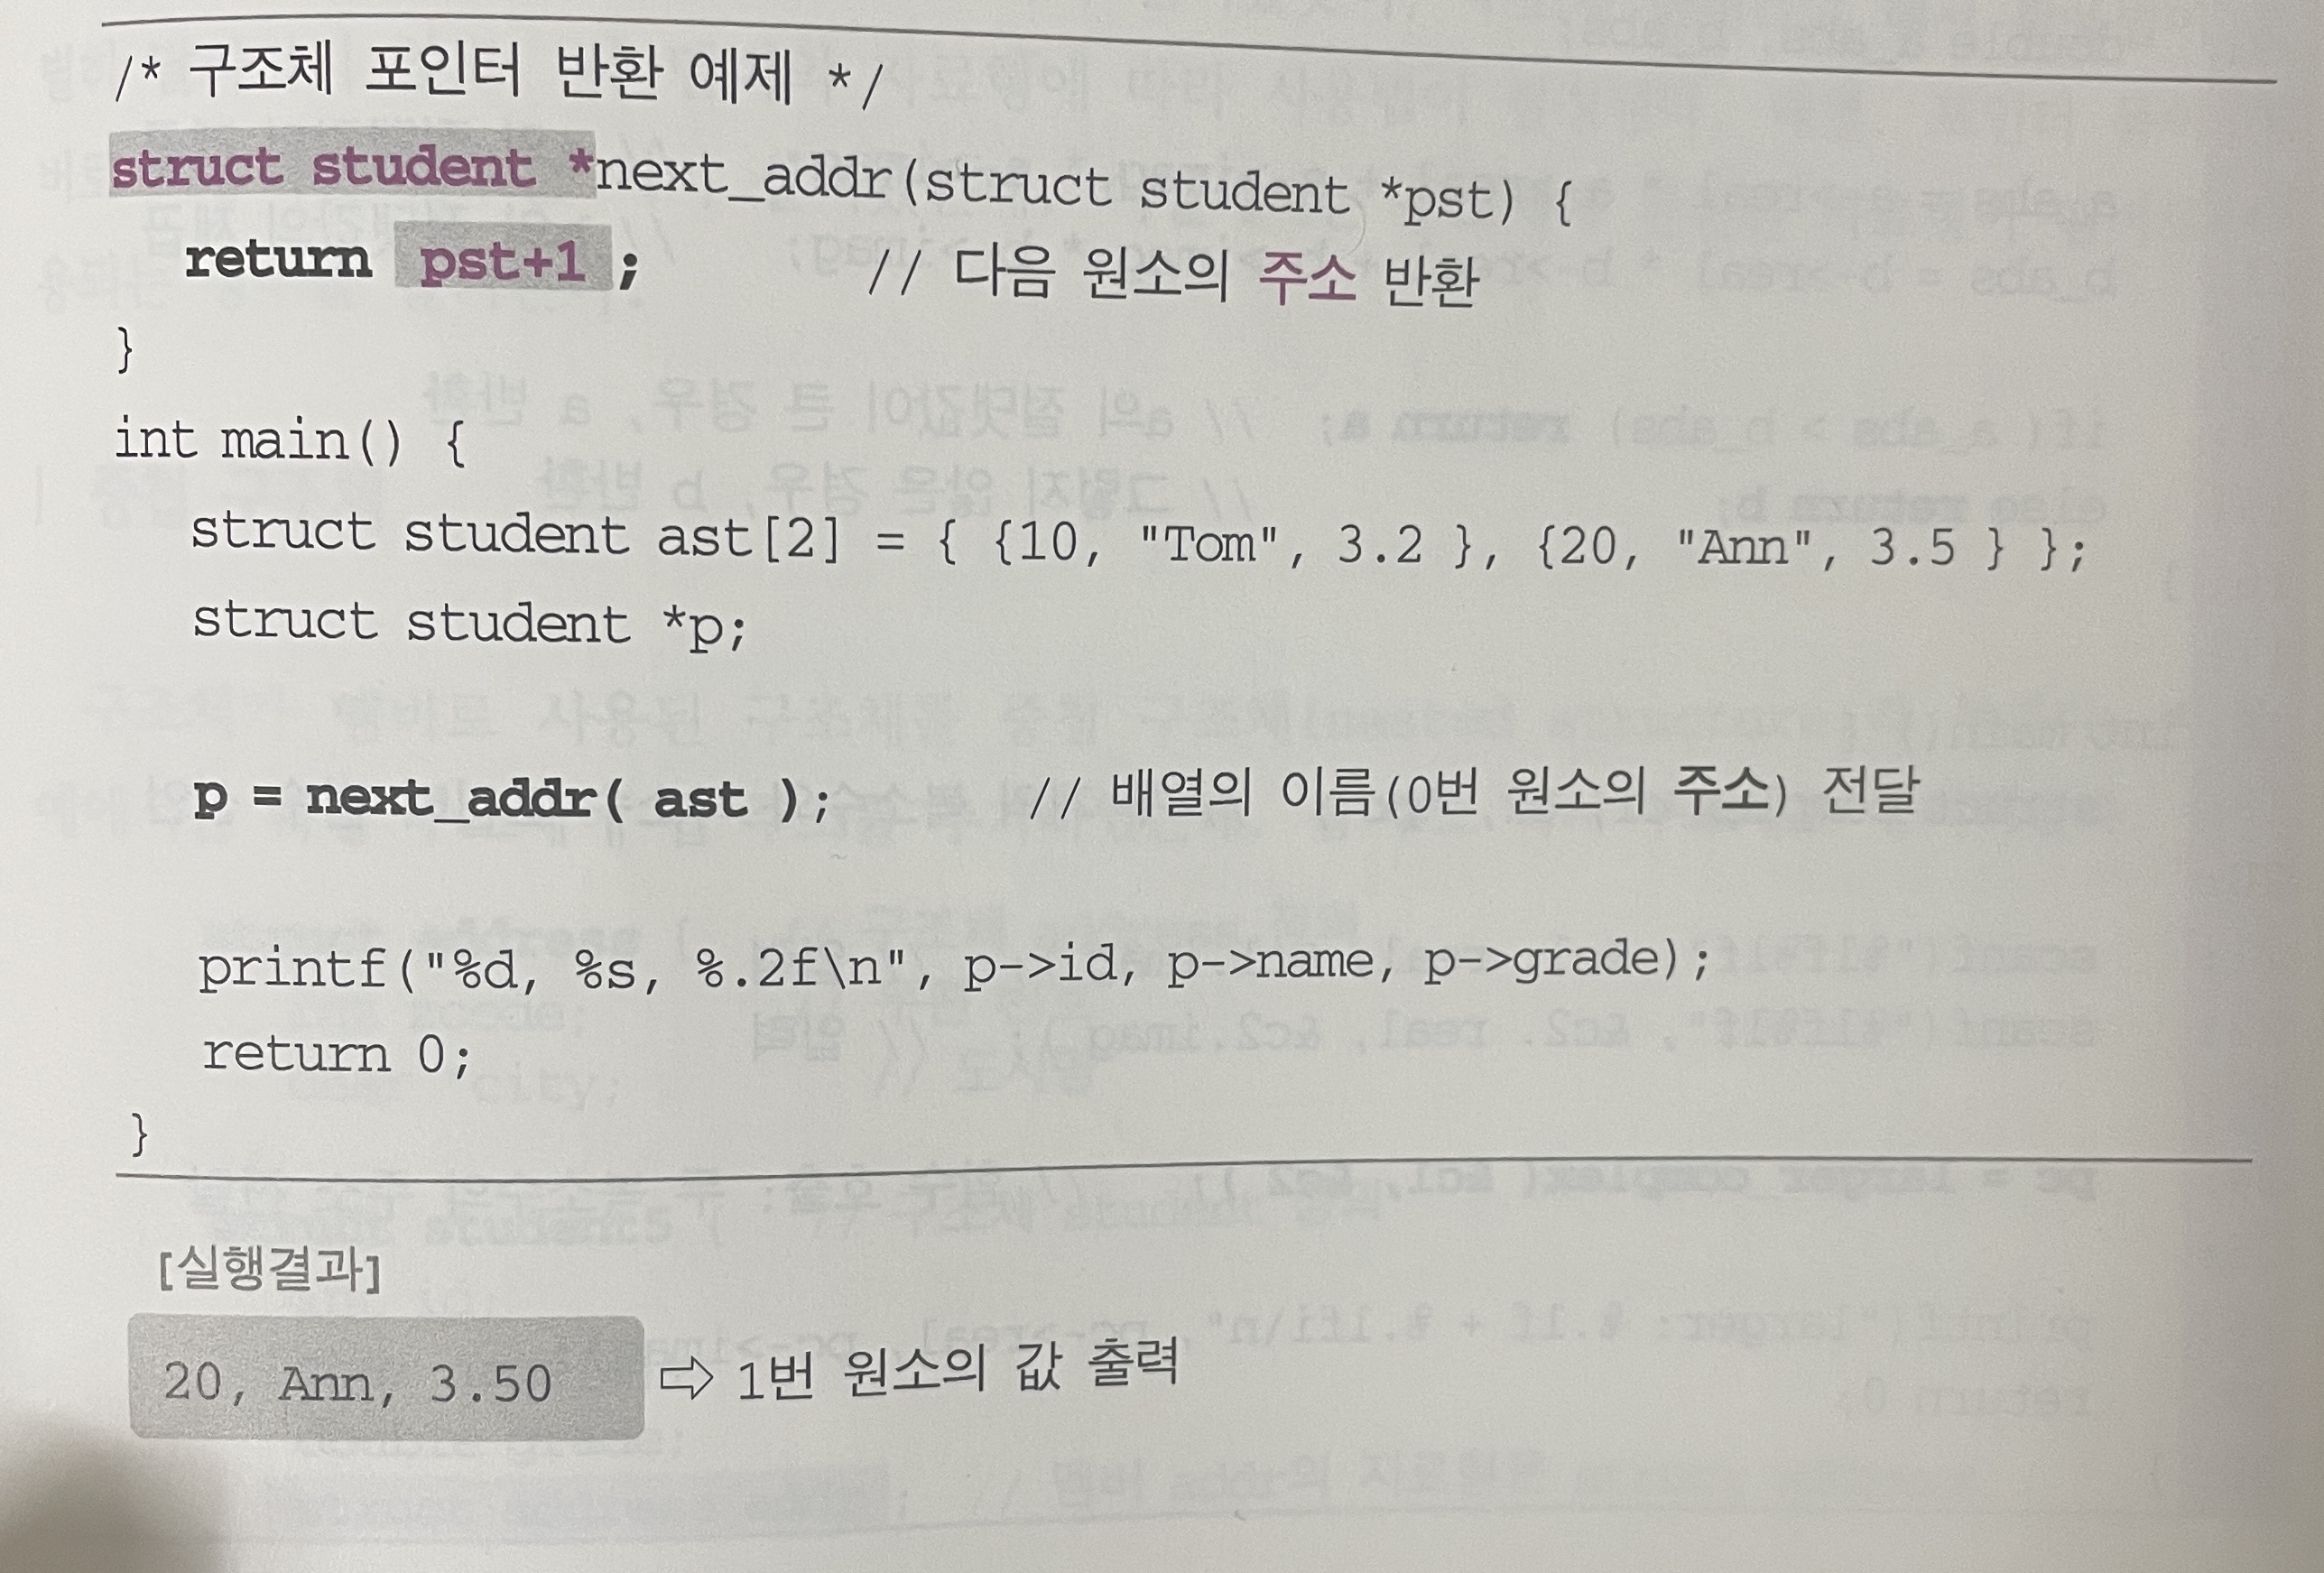 /* 구조체 포인터 반환 예제 */
struct student *next_addr(struct student *pst) {
return pst+1 ; // 다음 원소의 주소 반환
}
int main() {
struct student ast[2] = { {10, "Tom", 3.2 }, {20, "Ann", 3.5 } };
struct student *p;
p = next_addr( ast ); // 배열의 이름(0번 원소의 주소) 전달
printf("%d, %s, %.2f\n", p->id, p->name, p->grade);
return 0;
}
[실행결과]
20, Ann, 3.50 ⇨ 1번 원소의 값 출력